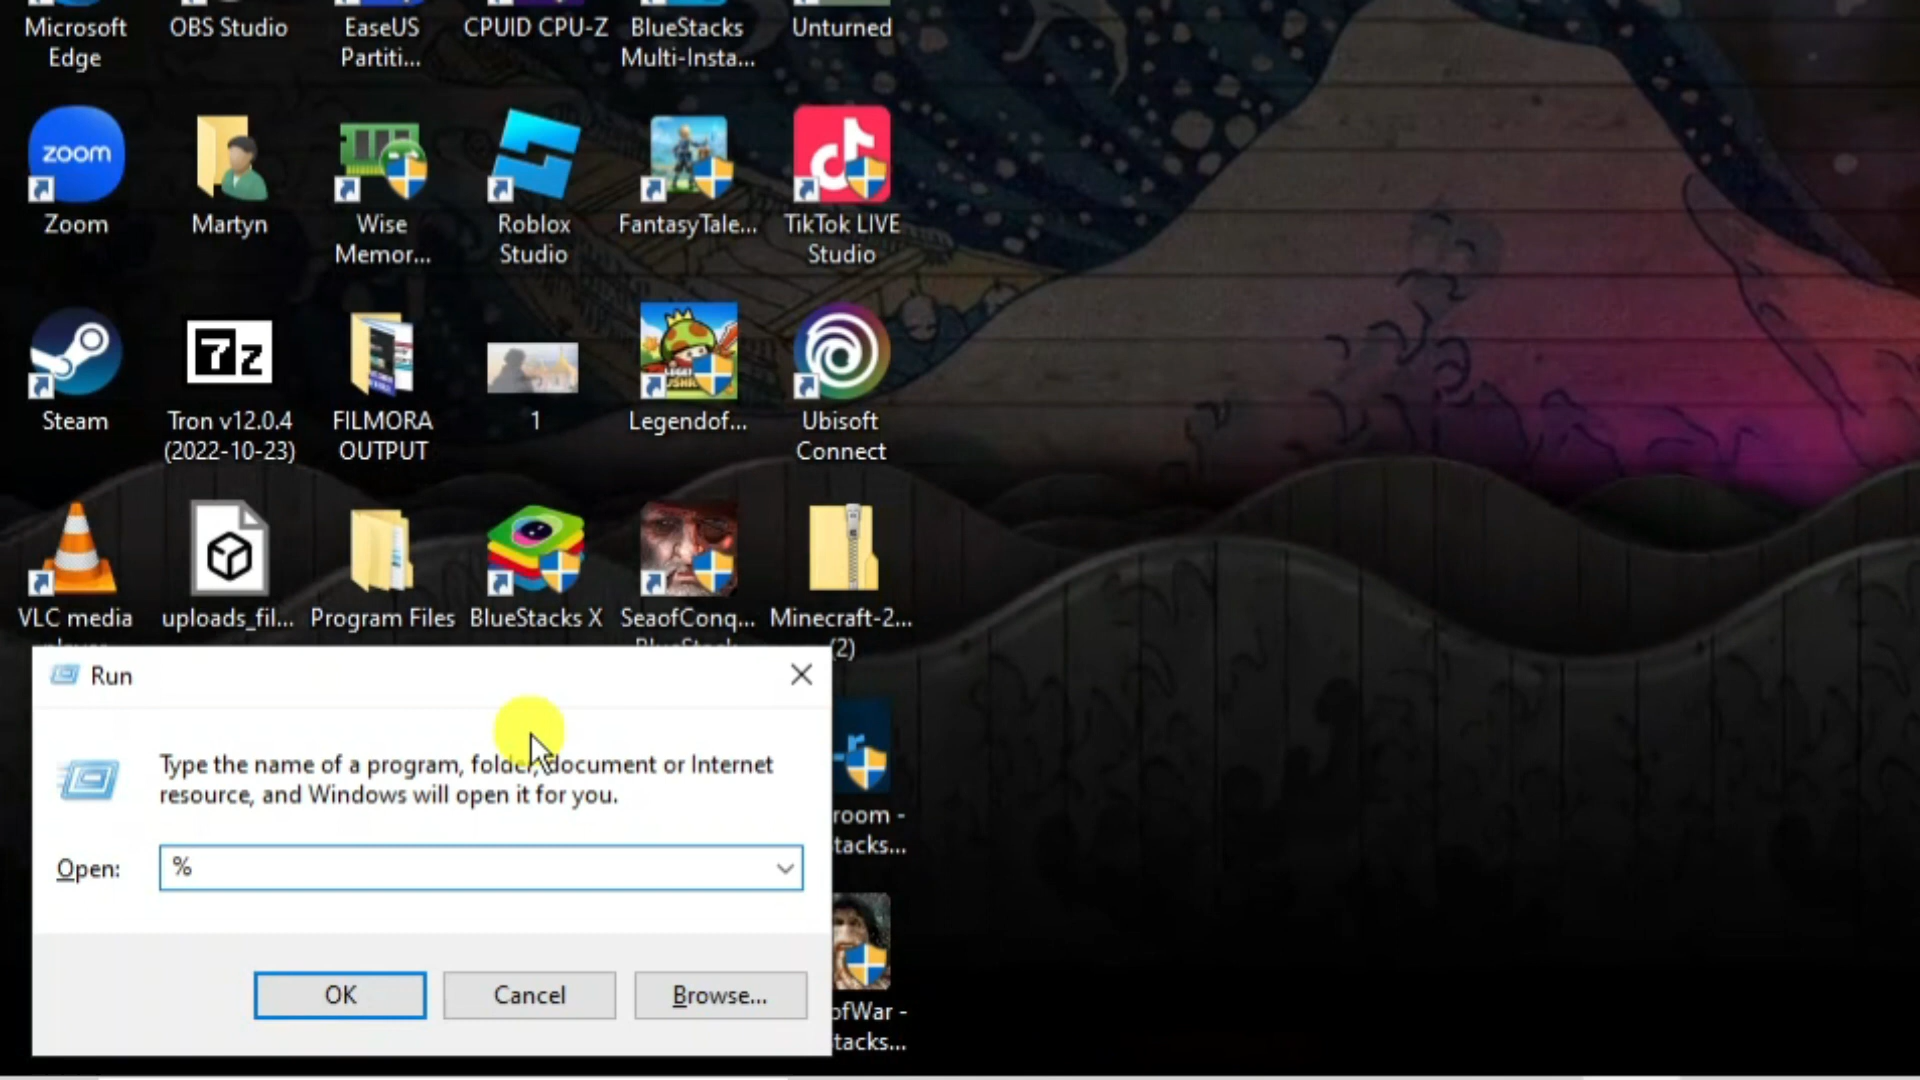 Microsoft
Edge
OBS Studio
EaseUS
Partiti...
CPUID CPU-Z
BlueStacks
Multi-Insta...
Unturned
zoom
Zoom
Martyn
Wise
Memor...
Roblox
Studio
FantasyTale...
TikTok LIVE
Studio
7z
Steam
Tron v12.0.4
(2022-10-23)
FILMORA
OUTPUT
1
Legendof...
Ubisoft
Connect
VLC media
uploads_fil...
Program Files
BlueStacks X
SeaofConq...
Minecraft-2...
(2)
Run
Type the name of a program, folder, document or Internet
resource, and Windows will open it for you.
Open:
%
OK
Cancel
Browse...
room -
tacks...
ofWar -
tacks...